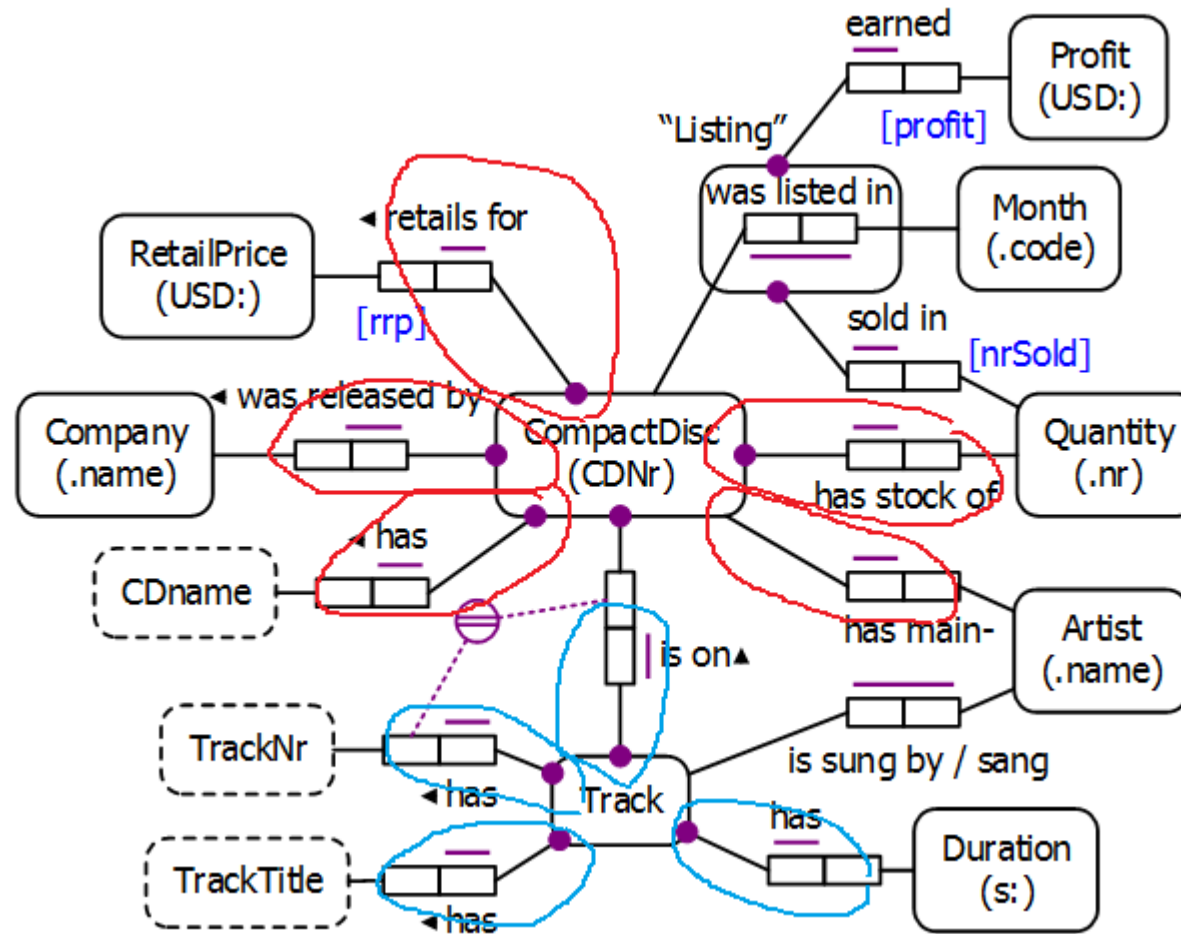 earned
Profit
(USD:)
[profit]
“Listing”
was listed in
Month
(.code)
◄ retails for
RetailPrice
(USD:)
[rrp]
sold in
[nrSold]
◄ was released by
Company
(.name)
CompactDisc
(CDNr)
Quantity
(.nr)
has stock of
◄ has
CDname
has main-
Artist
(.name)
is on▲
TrackNr
◄ has
is sung by / sang
Track
TrackTitle
◄ has
has
Duration
(s:)